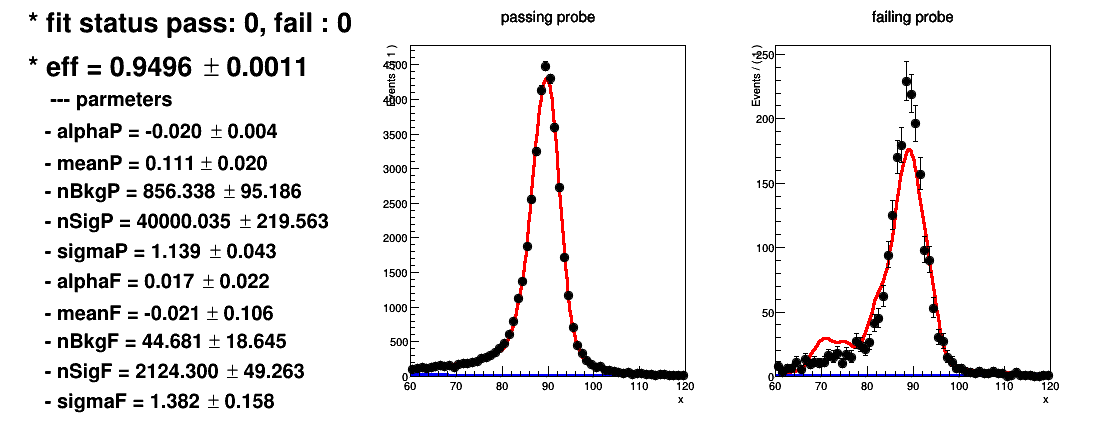 * fit status pass: 0, fail : 0
* eff = 0.9496 ± 0.0011
--- parmeters
- alphaP = -0.020 ± 0.004
- meanP = 0.111 ± 0.020
- nBkgP = 856.338 ± 95.186
- nSigP = 40000.035 ± 219.563
- sigmaP = 1.139 ± 0.043
- alphaF = 0.017 ± 0.022
- meanF = -0.021 ± 0.106
- nBkgF = 44.681 ± 18.645
- nSigF = 2124.300 ± 49.263
- sigmaF = 1.382 ± 0.158
passing probe
Events / ( 1 )
4500
4000
3500
3000
2500
2000
1500
1000
500
0
60 70 80 90 100 110 120
x
failing probe
Events / ( 1 )
250
200
150
100
50
0
60 70 80 90 100 110 120
x